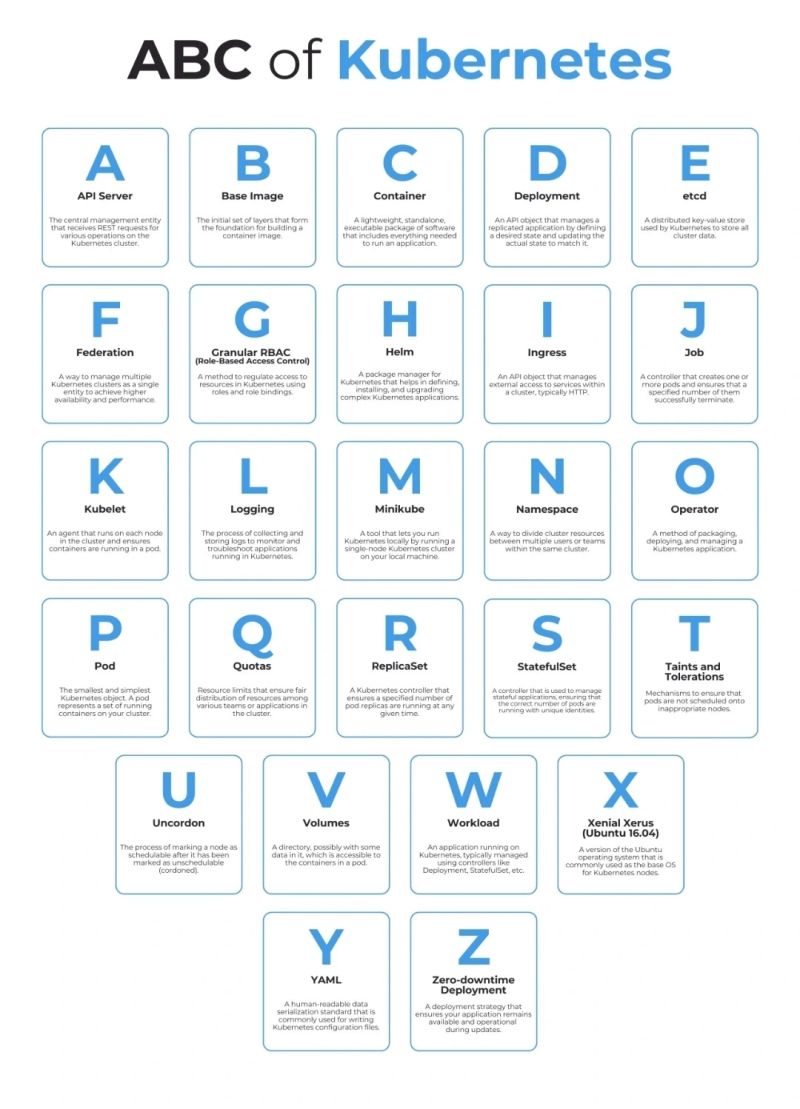 ABC of Kubernetes
A
API Server
The central management entity
that receives REST requests for
various operations on the
Kubernetes cluster.
B
Base Image
The initial set of layers that form
the foundation for building a
container image.
C
Container
A lightweight, standalone,
executable package of software
that includes everything needed
to run an application.
D
Deployment
An API object that manages a
replicated application by defining
a desired state and updating the
actual state to match it.
E
etcd
A distributed key-value store
used by Kubernetes to store all
cluster data.
F
Federation
A way to manage multiple
Kubernetes clusters as a single
entity to achieve higher
availability and performance.
G
Granular RBAC
(Role-Based Access Control)
A method to regulate access to
resources in Kubernetes using
roles and role bindings.
H
Helm
A package manager for
Kubernetes that helps in defining,
installing, and upgrading
complex Kubernetes applications.
I
Ingress
An API object that manages
external access to services within
a cluster, typically HTTP.
J
Job
A controller that creates one or
more pods and ensures that a
specified number of them
successfully terminate.
K
Kubelet
An agent that runs on each node
in the cluster and ensures
containers are running in a pod.
L
Logging
The process of collecting and
storing logs to monitor and
troubleshoot applications
running in Kubernetes.
M
Minikube
A tool that lets you run
Kubernetes locally by running a
single-node Kubernetes cluster
on your local machine.
N
Namespace
A way to divide cluster resources
between multiple users or teams
within the same cluster.
O
Operator
A method of packaging,
deploying, and managing a
Kubernetes application.
P
Pod
The smallest and simplest
Kubernetes object. A pod
represents a set of running
containers on your cluster.
Q
Quotas
Resource limits that ensure fair
distribution of resources among
various teams or applications in
the cluster.
R
ReplicaSet
A Kubernetes controller that
ensures a specified number of
pod replicas are running at any
given time.
S
StatefulSet
A controller that is used to manage
stateful applications, ensuring that
the correct number of pods are
running with unique identities.
T
Taints and
Tolerations
Mechanisms to ensure that
pods are not scheduled onto
inappropriate nodes.
U
Uncordon
The process of marking a node as
schedulable after it has been
marked as unschedulable
(cordoned).
V
Volumes
A directory, possibly with some
data in it, which is accessible to
the containers in a pod.
W
Workload
An application running on
Kubernetes, typically managed
using controllers like
Deployment, StatefulSet, etc.
X
Xenial Xerus
(Ubuntu 16.04)
A version of the Ubuntu
operating system that is
commonly used as the base OS
for Kubernetes nodes.
Y
YAML
A human-readable data
serialization standard that is
commonly used for writing
Kubernetes configuration files.
Z
Zero-downtime
Deployment
A deployment strategy that
ensures your application remains
available and operational
during updates.